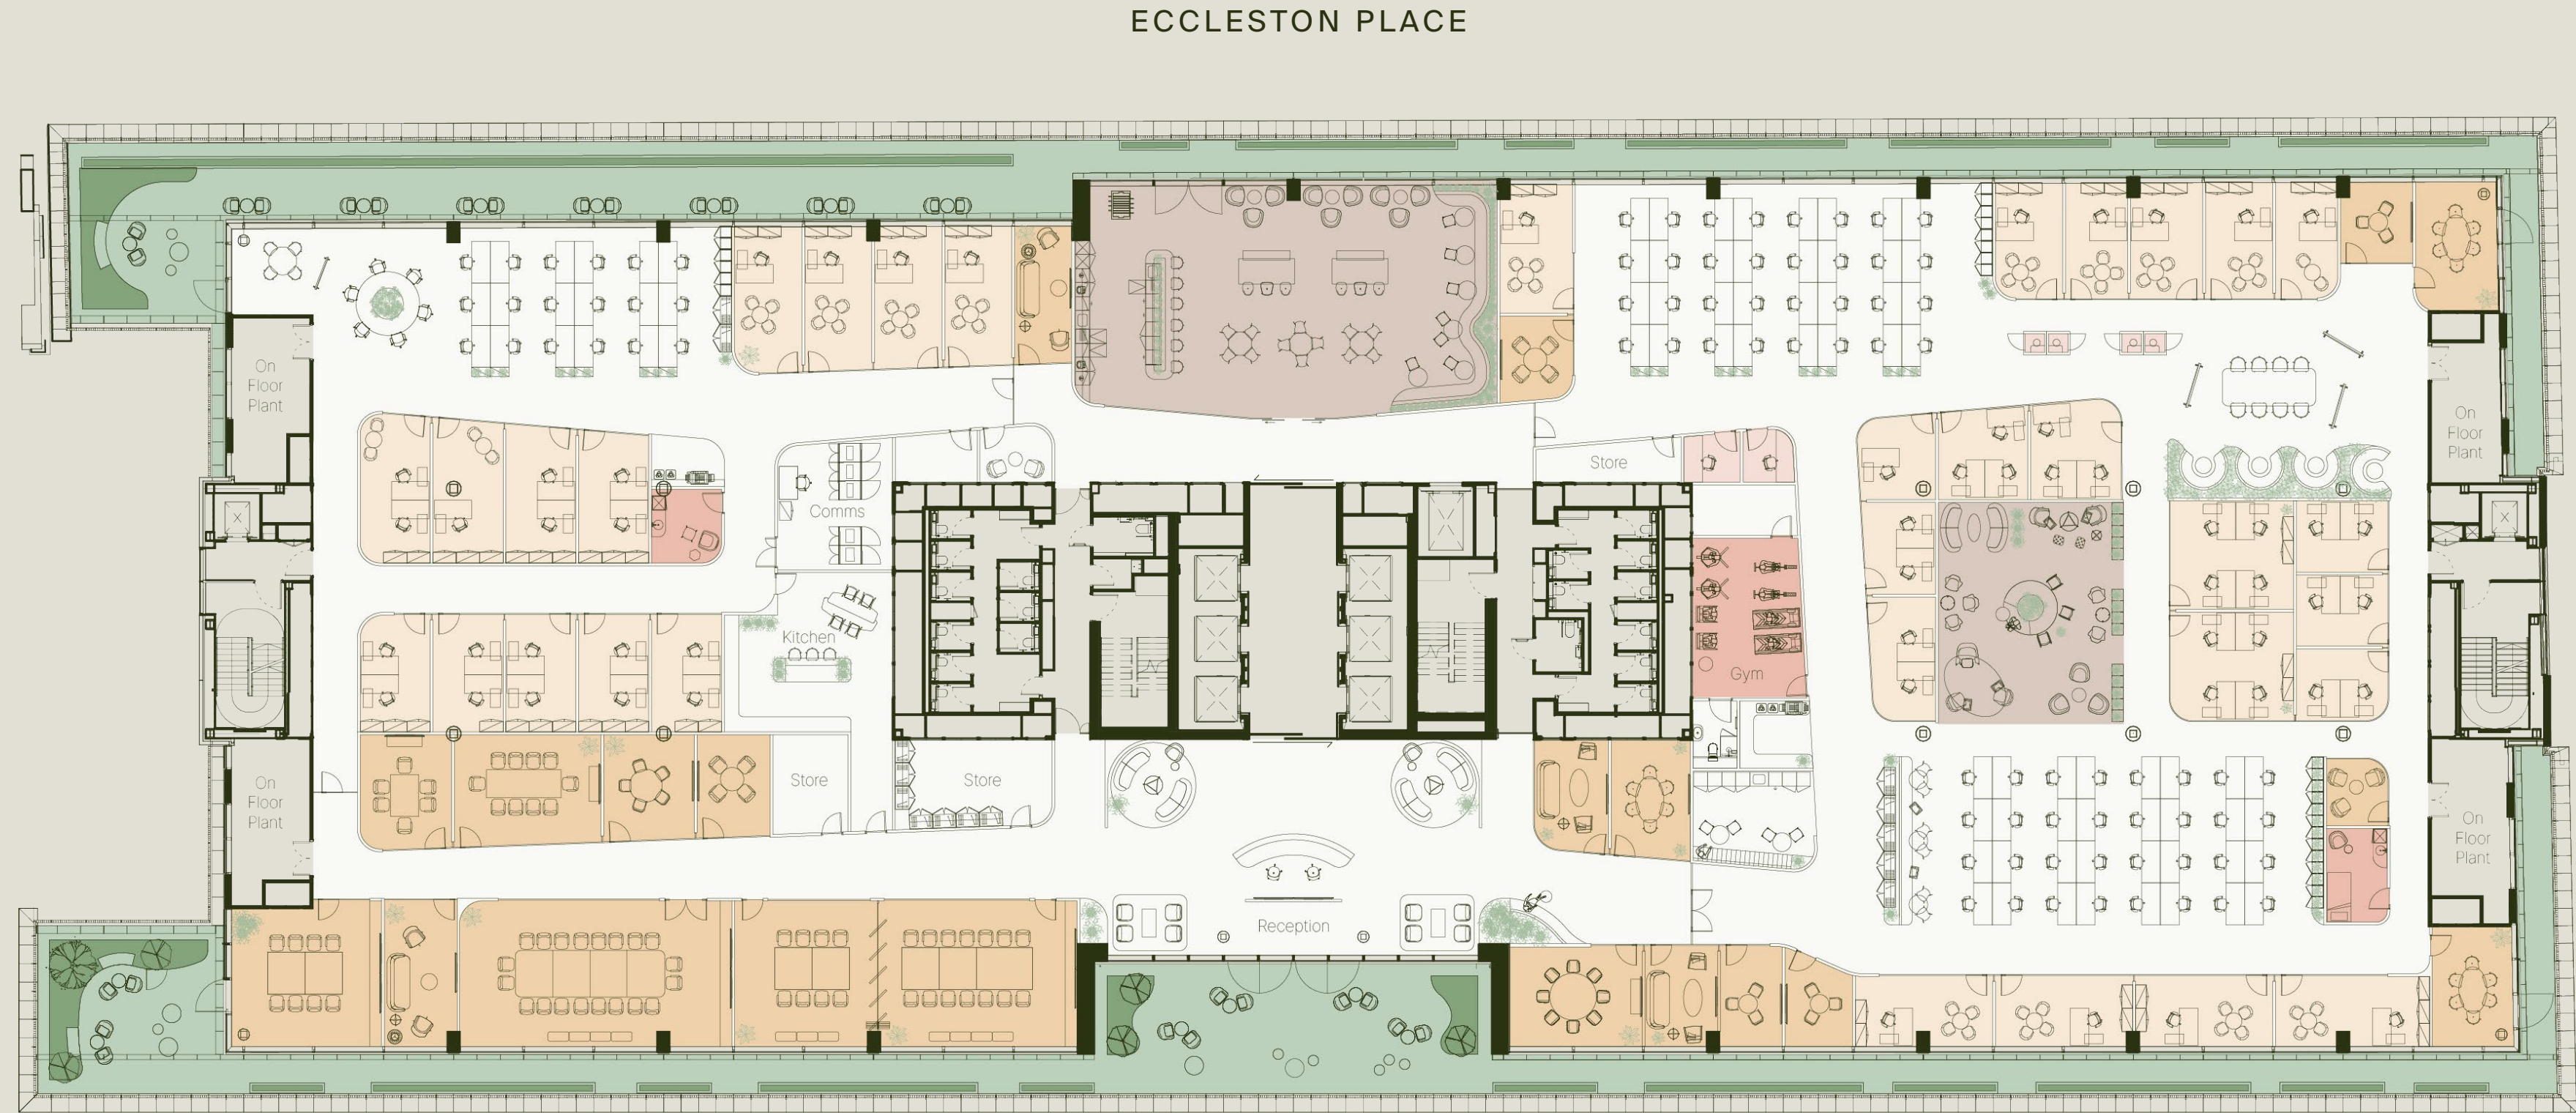 ECCLESTON PLACE
On
Floor
Plant
On
Floor
Plant
Store
Comms
Kitchen
Gym
Store
Store
On
Floor
Plant
On
Floor
Plant
Reception